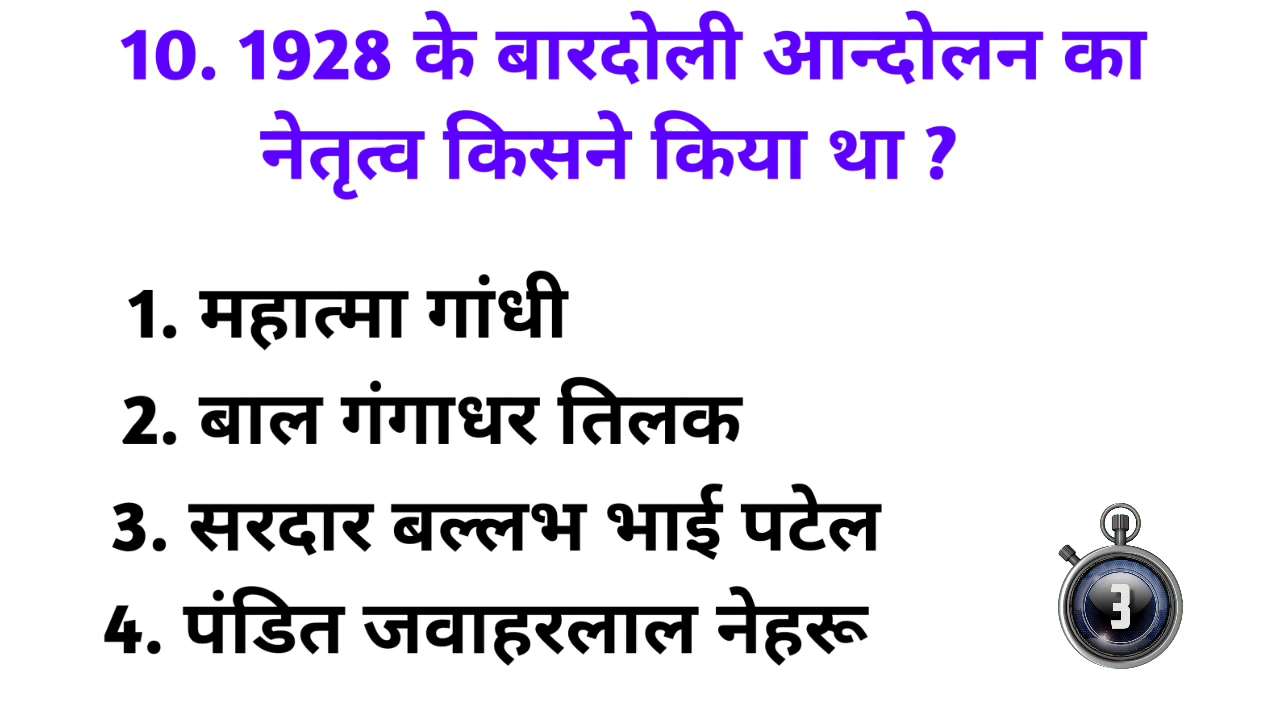 10. 1928 के बारदोली आन्दोलन का
नेतृत्व किसने किया था ?
1. महात्मा गांधी
2. बाल गंगाधर तिलक
3. सरदार बल्लभ भाई पटेल
4. पंडित जवाहरलाल नेहरू
3